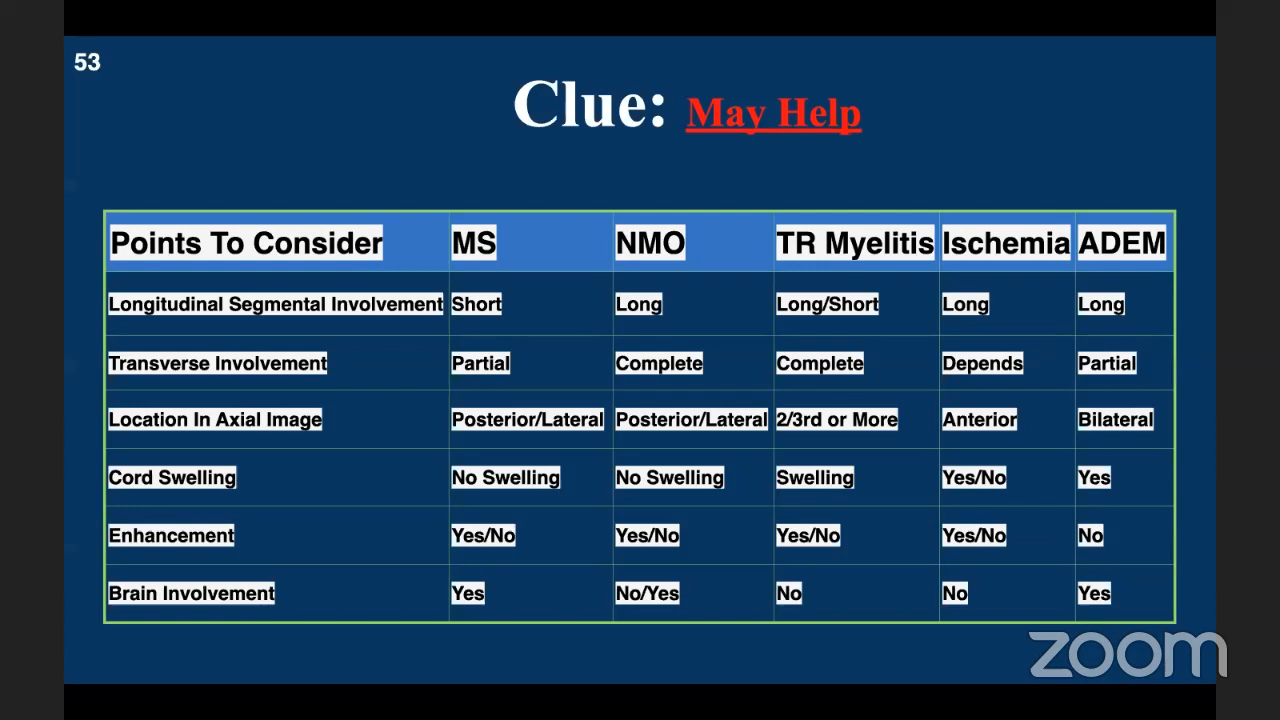 53
Clue: May Help
Points To Consider MS NMO TR Myelitis Ischemia ADEM
Longitudinal Segmental Involvement Short Long Long/Short Long Long
Transverse Involvement Partial Complete Complete Depends Partial
Location In Axial Image Posterior/Lateral Posterior/Lateral 2/3rd or More Anterior Bilateral
Cord Swelling No Swelling No Swelling Swelling Yes/No Yes
Enhancement Yes/No Yes/No Yes/No Yes/No No
Brain Involvement Yes No/Yes No No Yes
zoom